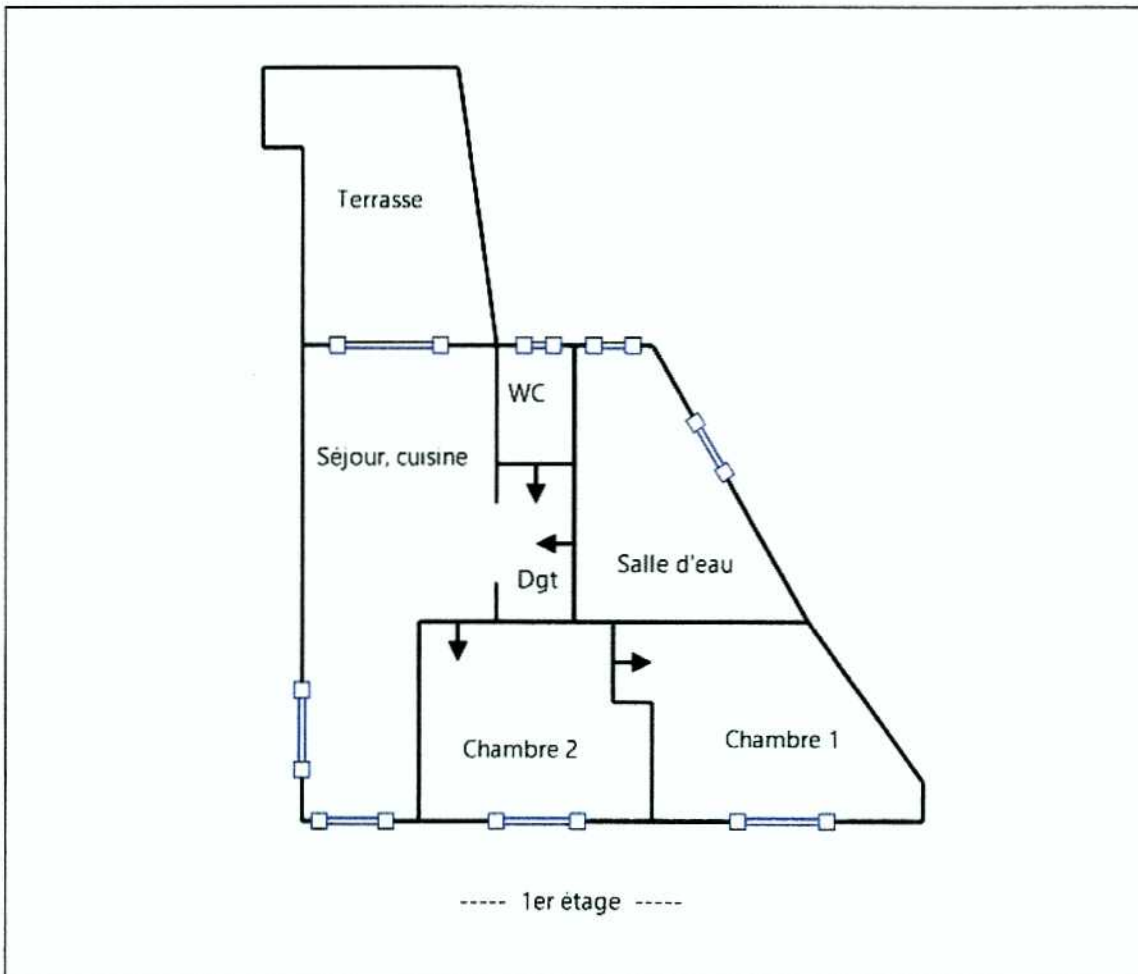 Terrasse
WC
Séjour, cuisine
Dgt
Salle d'eau
Chambre 2
Chambre 1
----- 1er étage -----